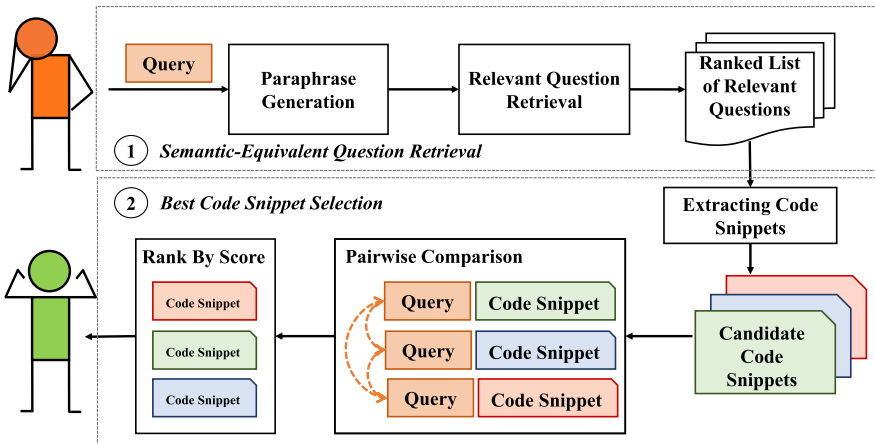 Query
Paraphrase
Generation
Relevant Question
Retrieval
Ranked List
of Relevant
Questions
1
Semantic-Equivalent Question Retrieval
2
Best Code Snippet Selection
Extracting Code
Snippets
Candidate
Code
Snippets
Pairwise Comparison
Query Code Snippet
Query Code Snippet
Query Code Snippet
Rank By Score
Code Snippet
Code Snippet
Code Snippet